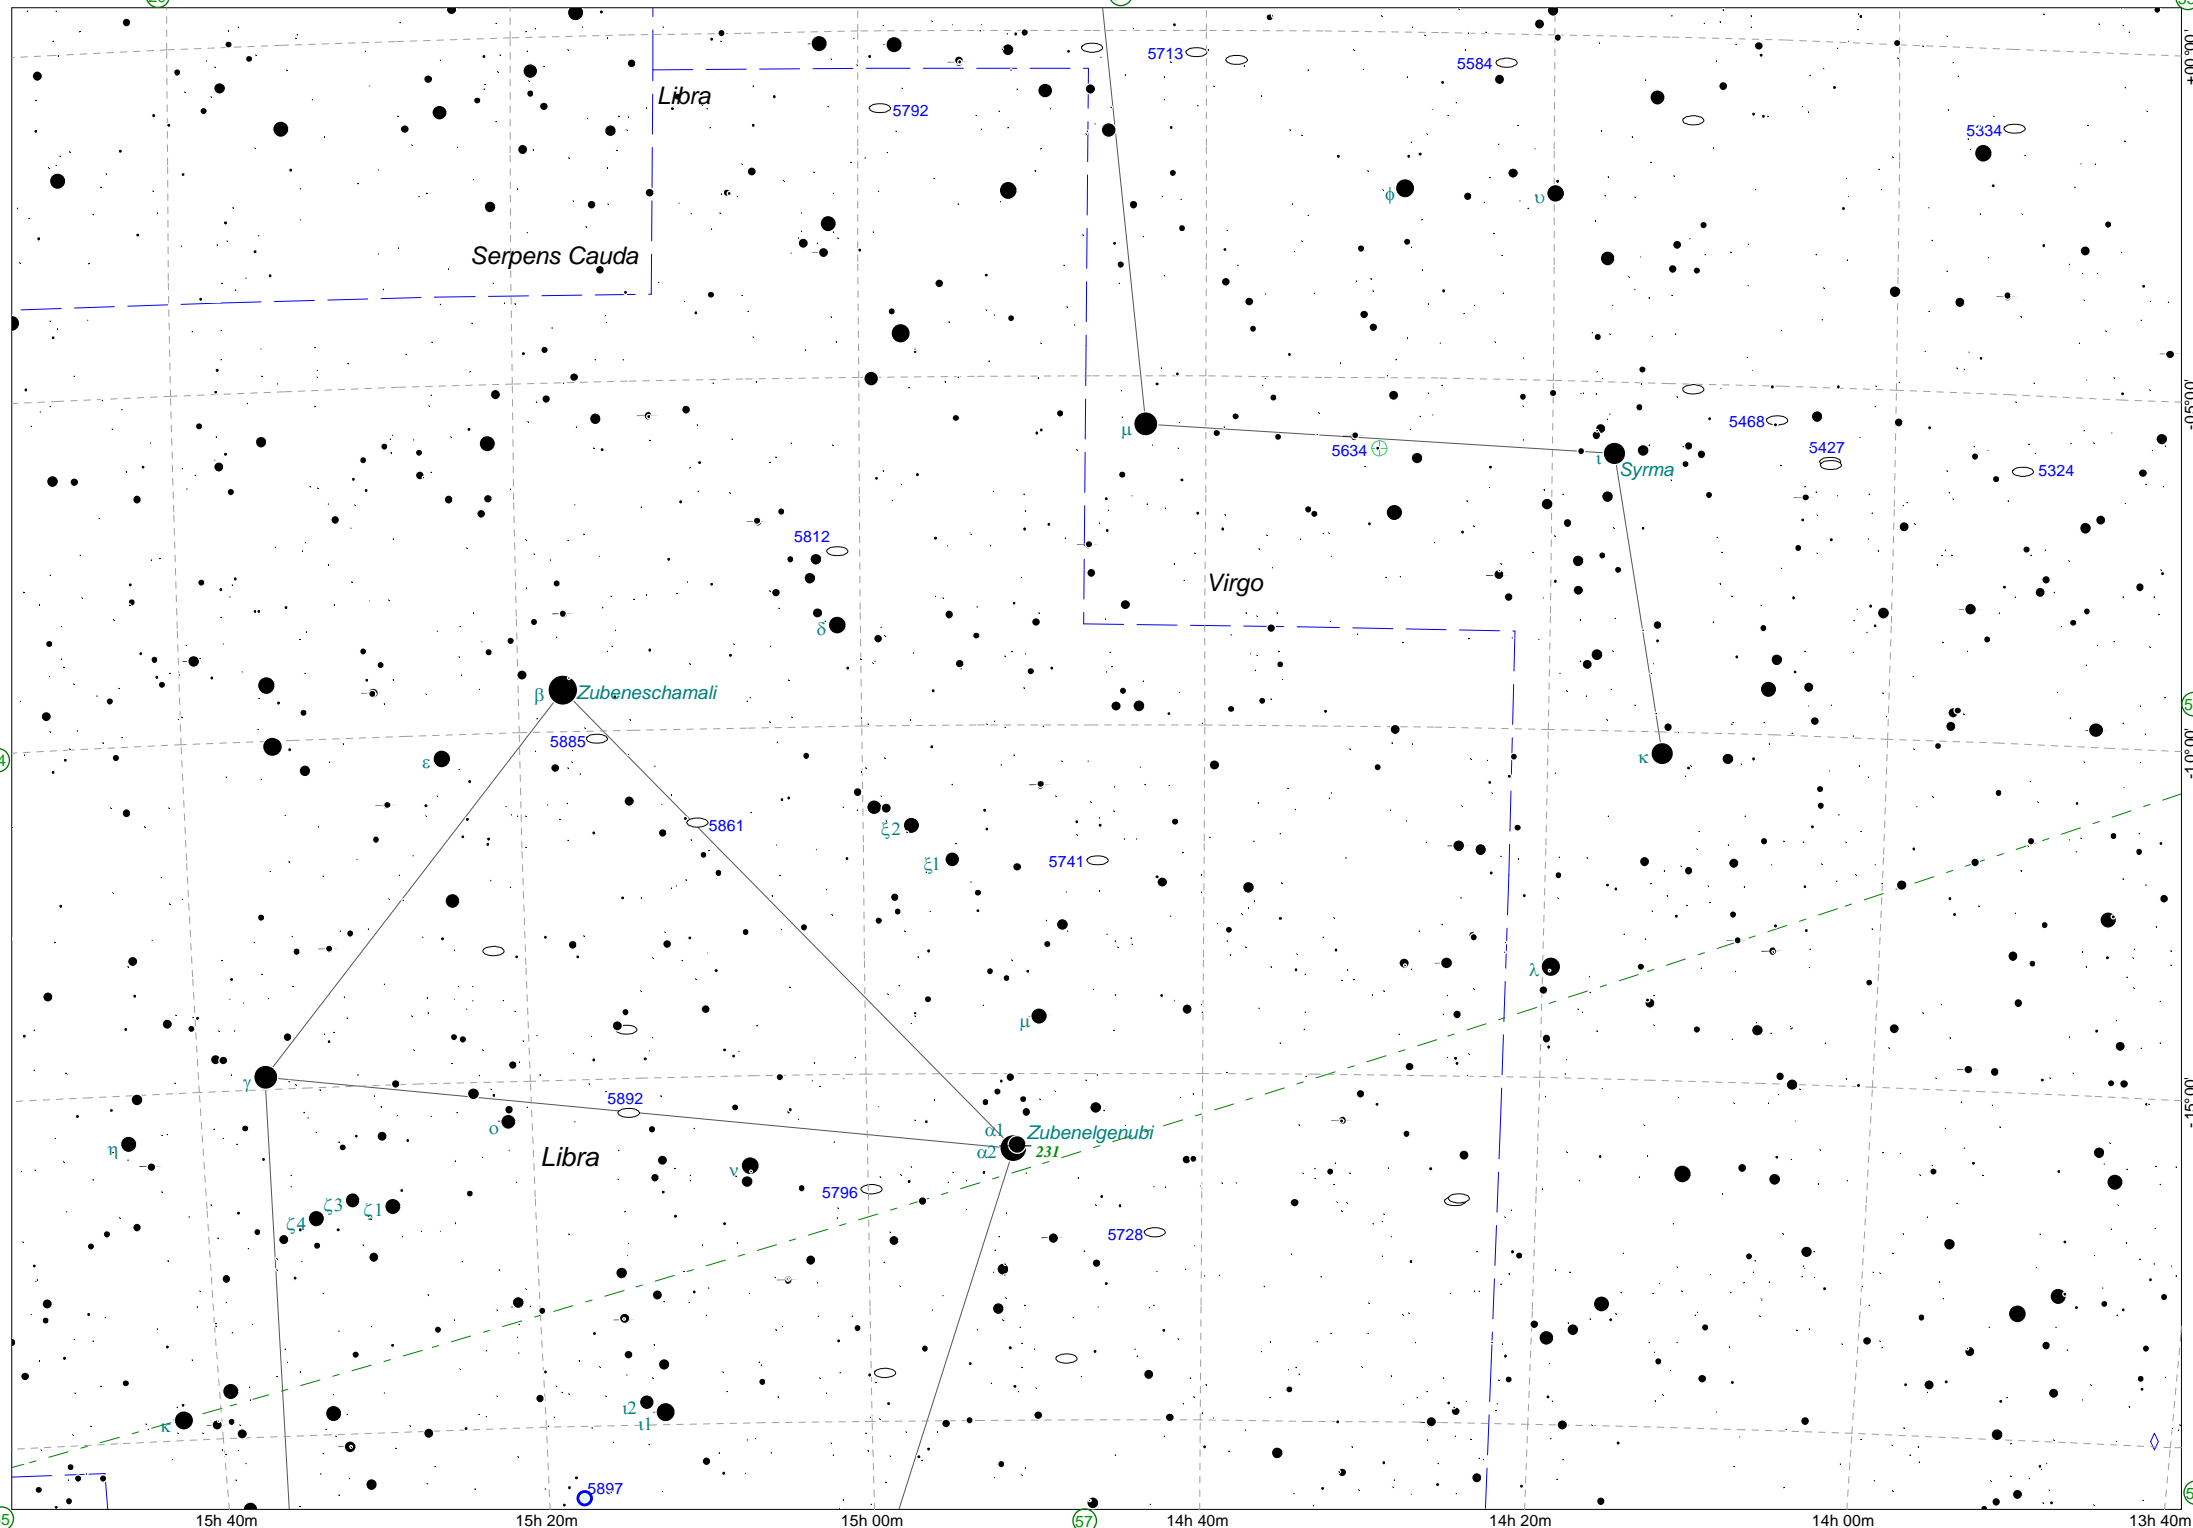 +00°00'
5713
5584
Libra
5792
5334
ϕ
υ
Serpens Cauda
μ
5634
ι
Syrma
5468
5427
5324
-05°00'
5812
Virgo
δ
β
Zubeneschamali
5885
ε
κ
-10°00'
5861
ξ2
ξ1
5741
λ
μ
γ
5892
ο
α1
Zubenelgenubi
α2
231
-15°00'
η
Libra
ν
5796
ζ3
ζ1
ζ4
5728
κ
ι2
ι1
5897
57
15h 40m
15h 20m
15h 00m
14h 40m
14h 20m
14h 00m
13h 40m